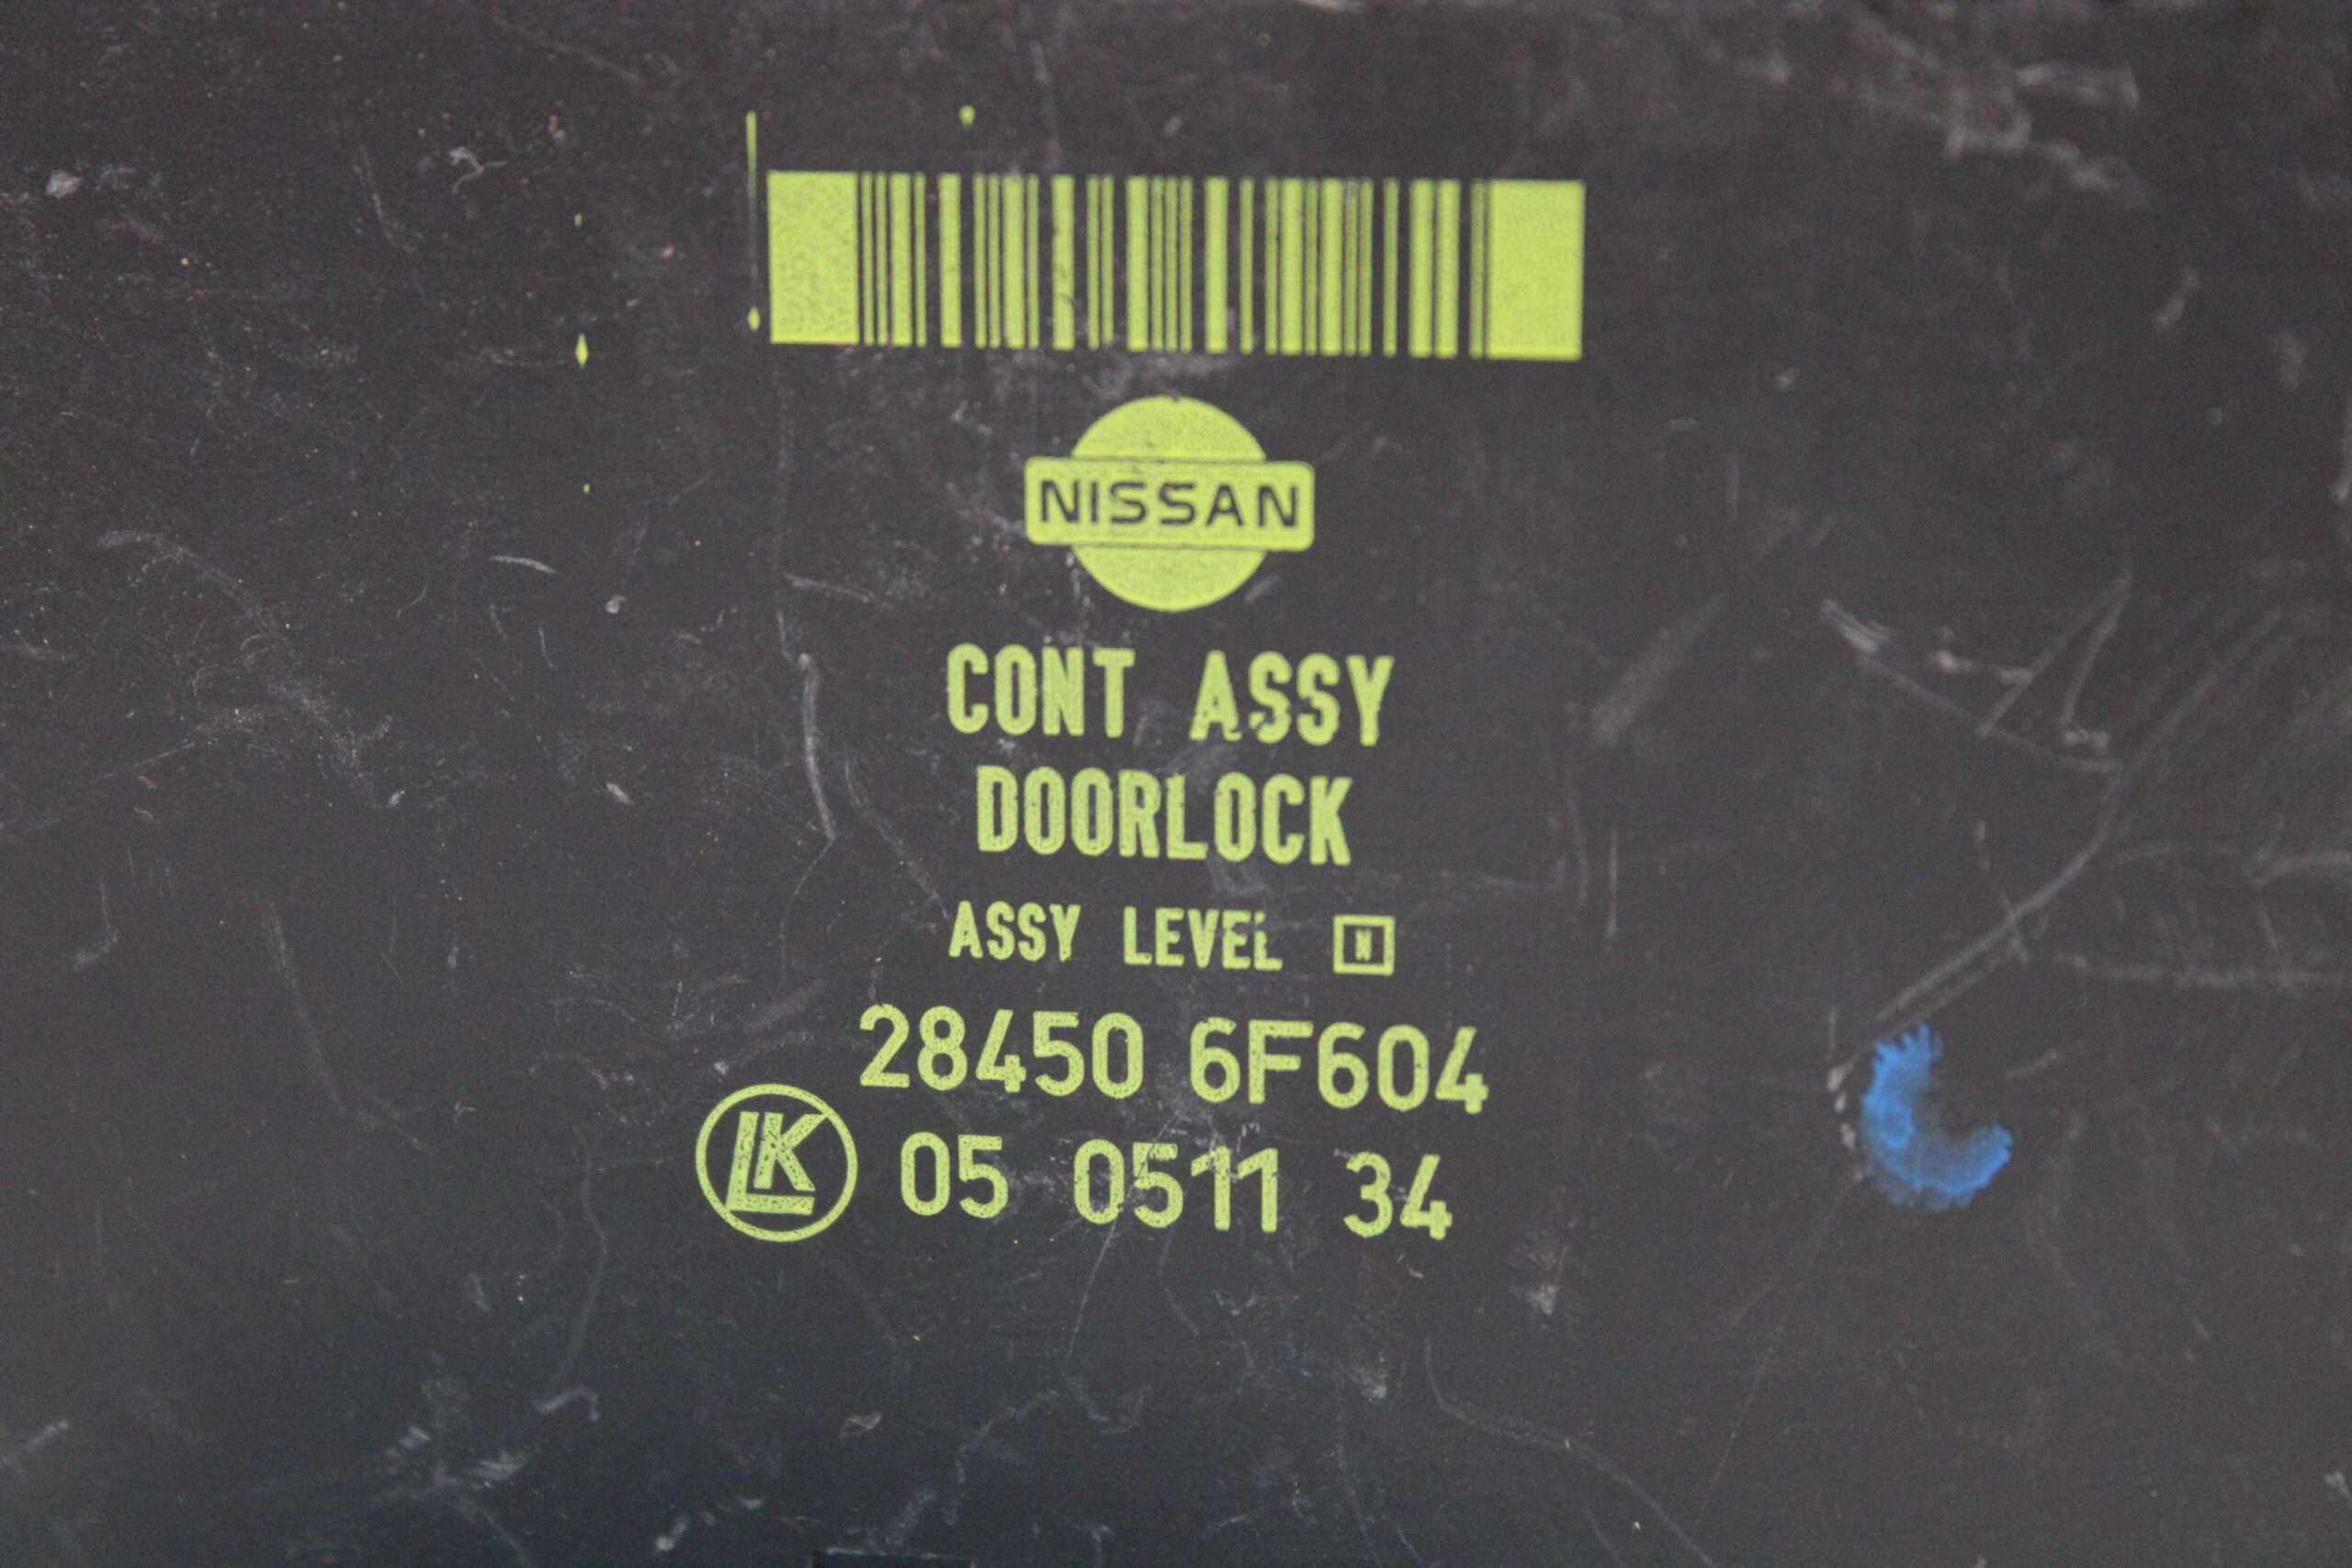 NISSAN
CONT ASSY
DOORLOCK
ASSY LEVEL N
28450 6F604
LK 05 0511 34